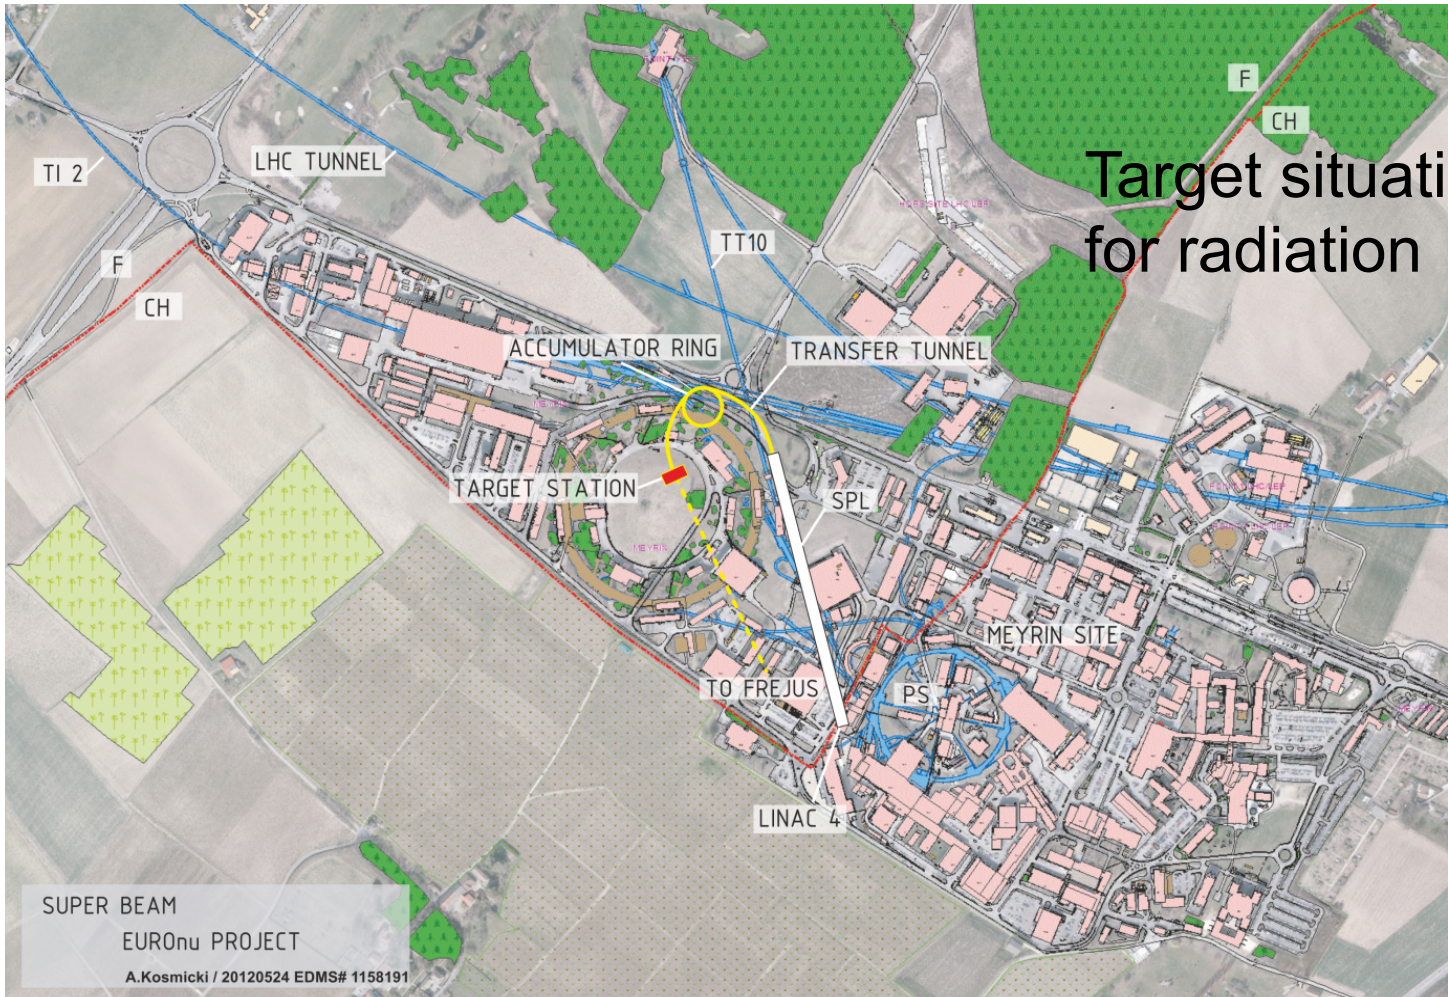 F
CH
Target situati
for radiation
TI 2
LHC TUNNEL
TT10
F
CH
ACCUMULATOR RING
TRANSFER TUNNEL
TARGET STATION
SPL
MEYRIN
MEYRIN SITE
TO FREJUS
PS
LINAC 4
SUPER BEAM
EUROnu PROJECT
A.Kosmicki / 20120524 EDMS# 1158191